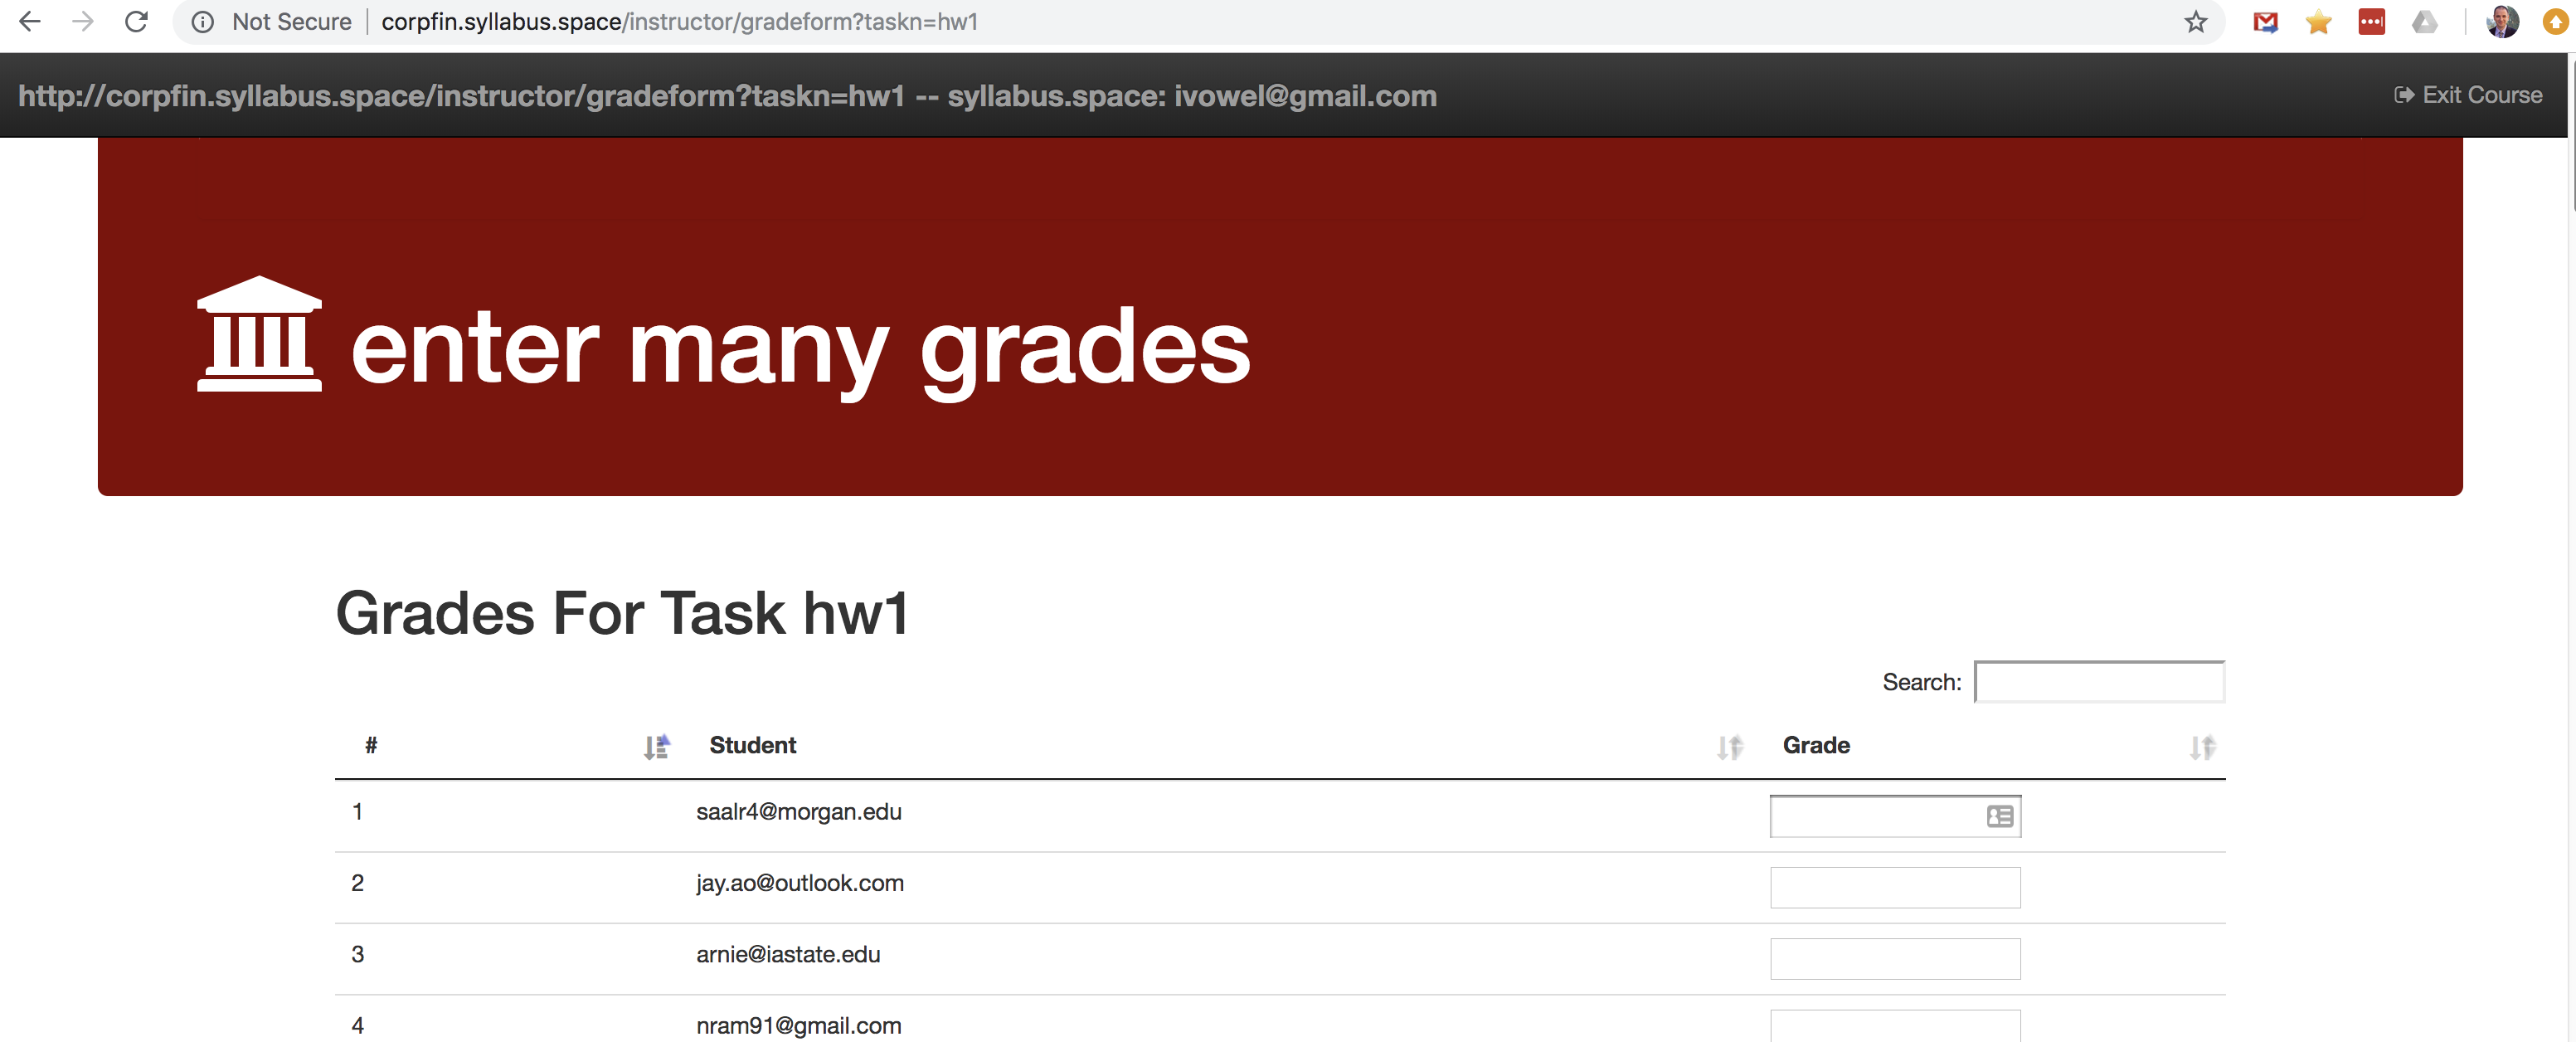 Not Secure corpfin.syllabus.space/instructor/gradeform?taskn=hw1
http://corpfin.syllabus.space/instructor/gradeform?taskn=hw1 -- syllabus.space: ivowel@gmail.com Exit Course
enter many grades
Grades For Task hw1
Search:
# Student Grade
1 saalr4@morgan.edu
2 jay.ao@outlook.com
3 arnie@iastate.edu
4 nram91@gmail.com